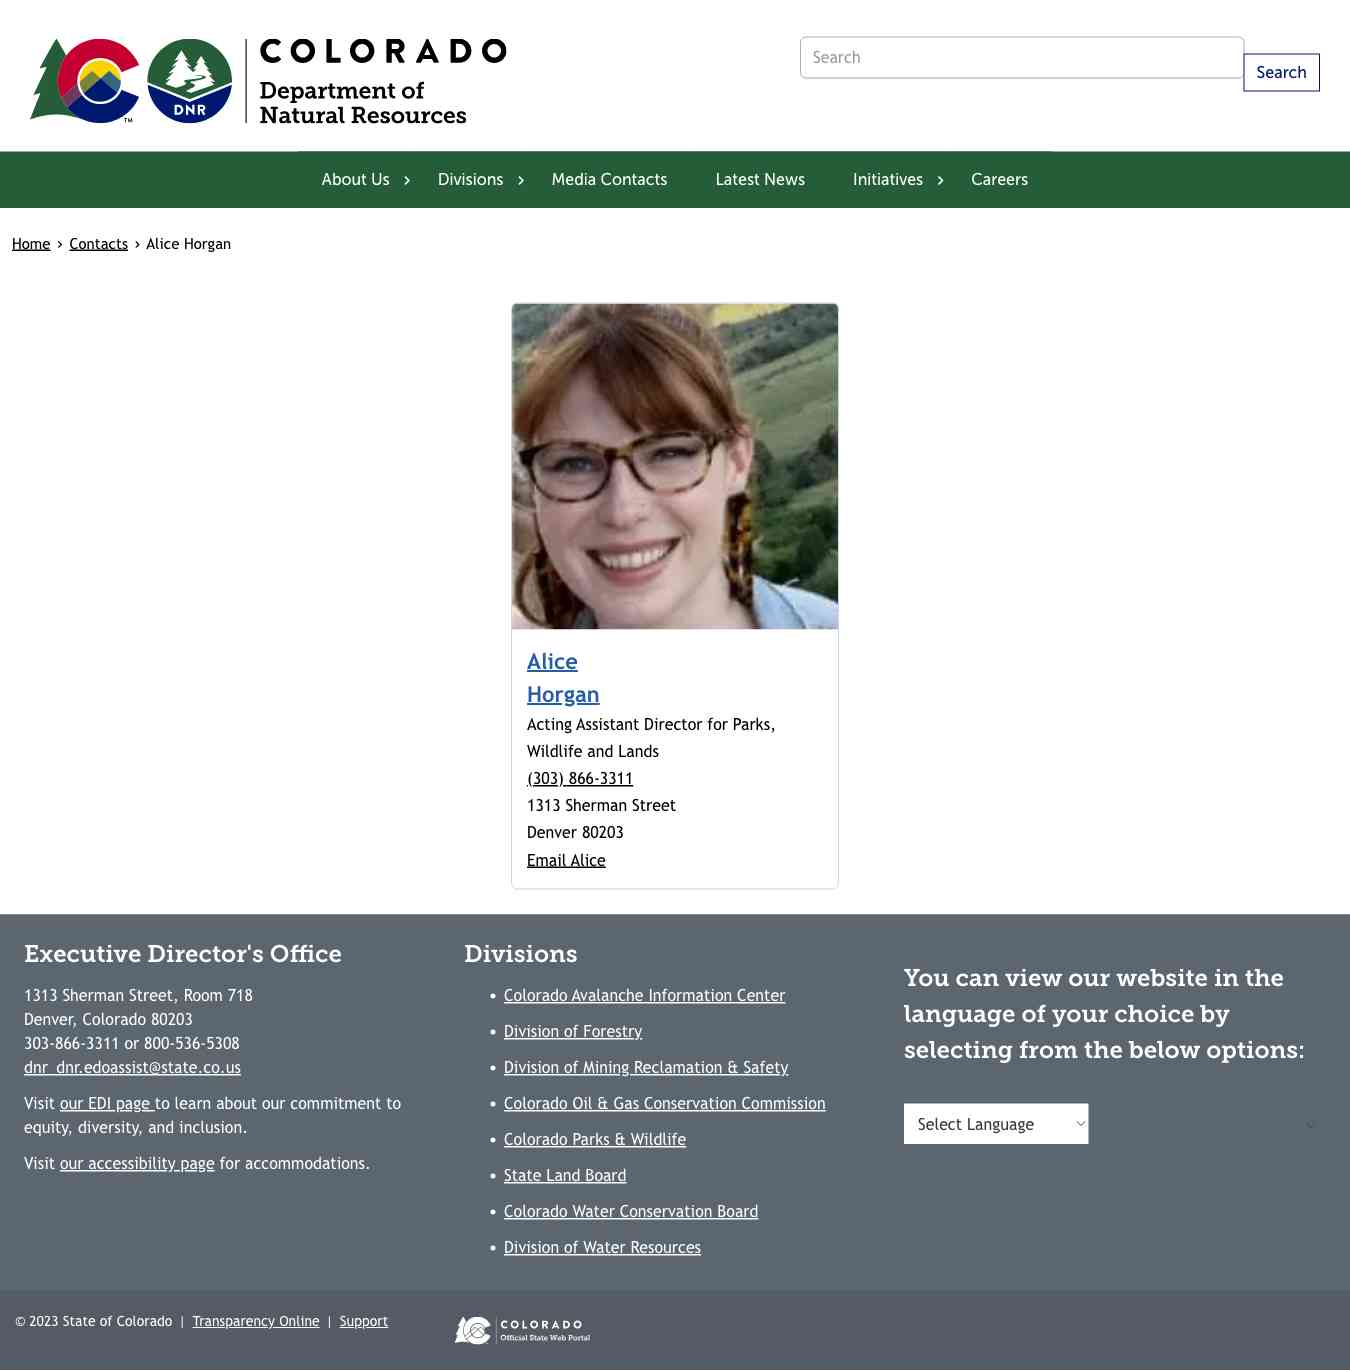 COLORADO
Department of
Natural Resources
DNR
TM
Search
Search
About Us
Divisions
Media Contacts
Latest News
Initiatives
Careers
Home › Contacts › Alice Horgan
Alice
Horgan
Acting Assistant Director for Parks,
Wildlife and Lands
(303) 866-3311
1313 Sherman Street
Denver 80203
Email Alice
Executive Director's Office
1313 Sherman Street, Room 718
Denver, Colorado 80203
303-866-3311 or 800-536-5308
dnr_dnr.edoassist@state.co.us
Visit our EDI page to learn about our commitment to
equity, diversity, and inclusion.
Visit our accessibility page for accommodations.
Divisions
• Colorado Avalanche Information Center
• Division of Forestry
• Division of Mining Reclamation & Safety
• Colorado Oil & Gas Conservation Commission
• Colorado Parks & Wildlife
• State Land Board
• Colorado Water Conservation Board
• Division of Water Resources
You can view our website in the
language of your choice by
selecting from the below options:
Select Language
© 2023 State of Colorado | Transparency Online | Support
COLORADO
Official State Web Portal